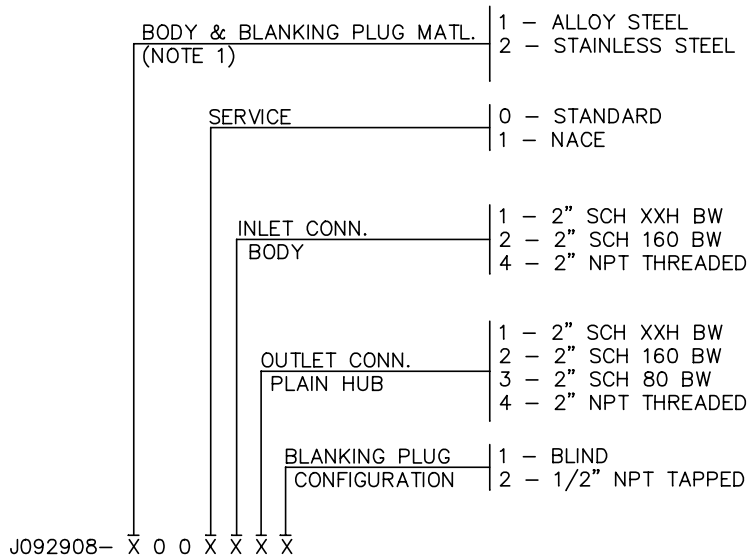 BODY & BLANKING PLUG MATL.
(NOTE 1)
1 – ALLOY STEEL
2 – STAINLESS STEEL
SERVICE
0 – STANDARD
1 – NACE
INLET CONN.
BODY
1 – 2" SCH XXH BW
2 – 2" SCH 160 BW
4 – 2" NPT THREADED
OUTLET CONN.
PLAIN HUB
1 – 2" SCH XXH BW
2 – 2" SCH 160 BW
3 – 2" SCH 80 BW
4 – 2" NPT THREADED
BLANKING PLUG
CONFIGURATION
1 – BLIND
2 – 1/2" NPT TAPPED
J092908– X 0 0 X X X X